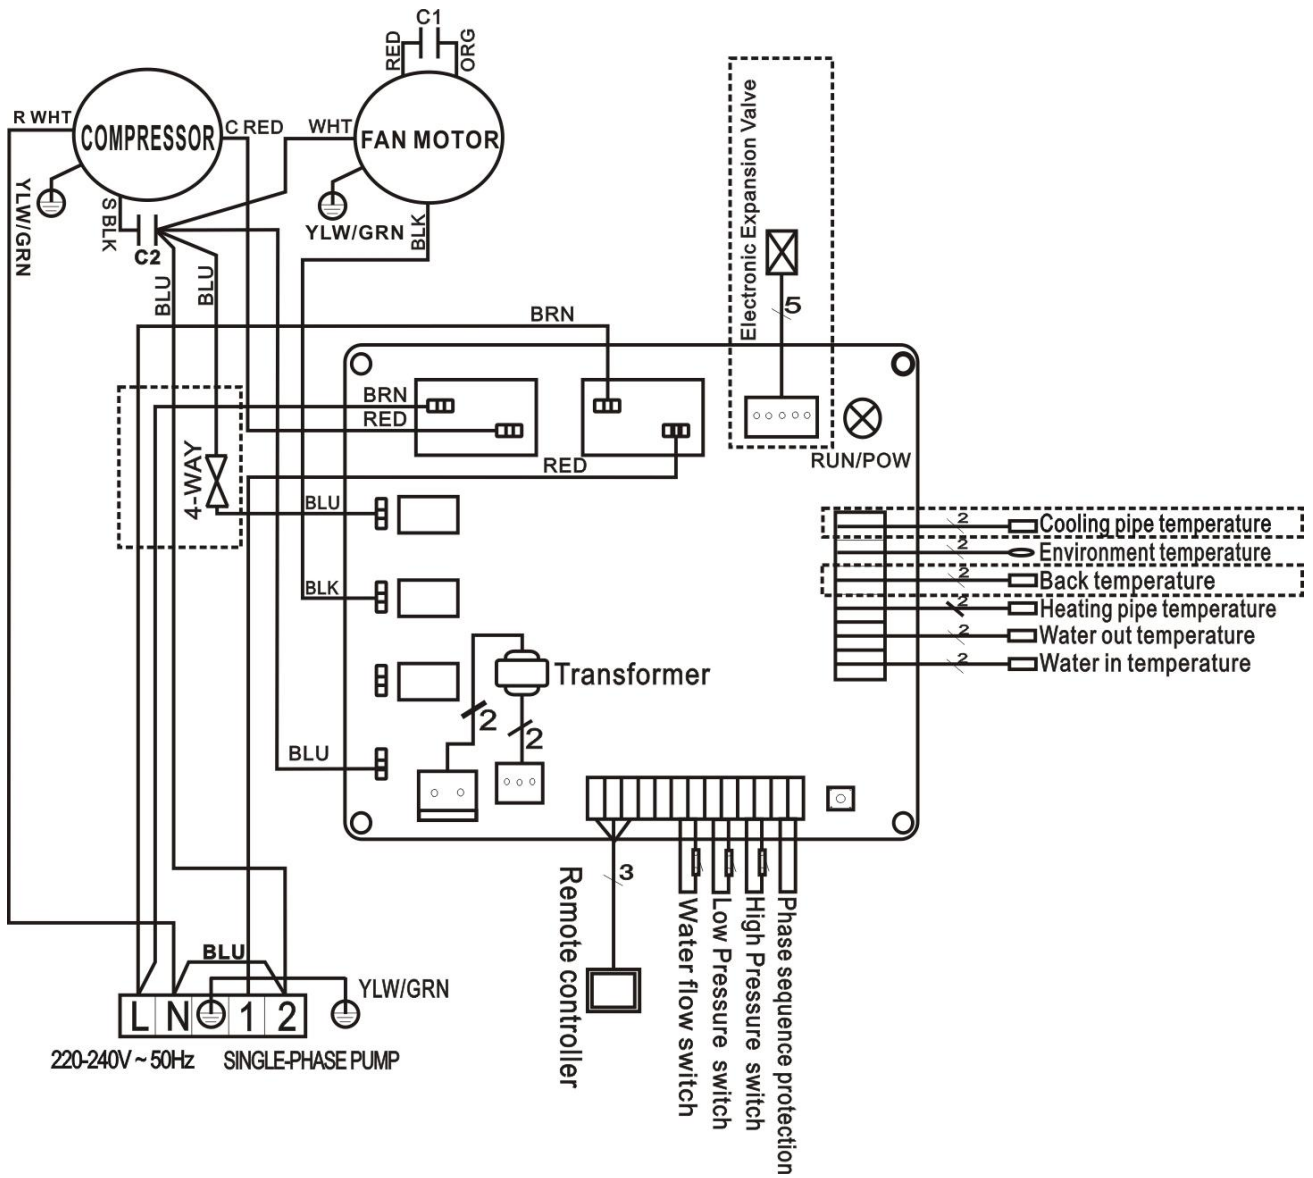 C1
RED
ORG
R WHT
COMPRESSOR
C RED
WHT
FAN MOTOR
YLW/GRN
S BLK
C2
YLW/GRN
BLK
BLU
BLU
Electronic Expansion Valve
5
BRN
BRN
RED
RED
RUN/POW
4-WAY
BLU
BLK
BLU
Transformer
2
2
2
Cooling pipe temperature
2
Environment temperature
2
Back temperature
2
Heating pipe temperature
2
Water out temperature
2
Water in temperature
3
Remote controller
Water flow switch
Low Pressure switch
High Pressure switch
Phase sequence protection
BLU
YLW/GRN
L N 1 2
220-240V ~ 50Hz
SINGLE-PHASE PUMP